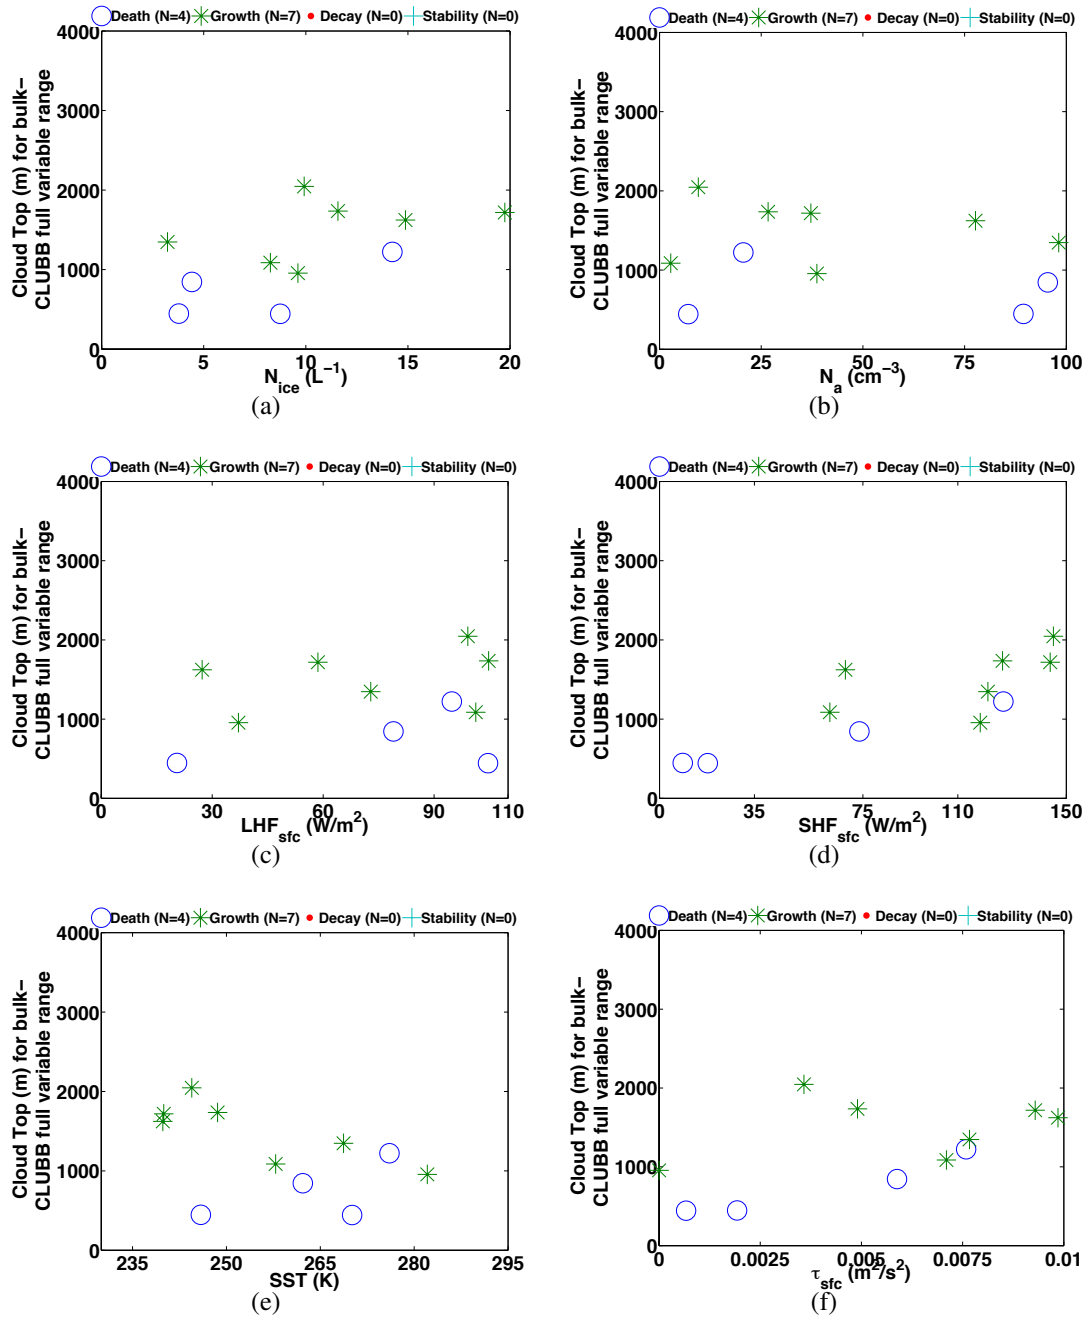 Death (N=4) Growth (N=7) Decay (N=0) Stability (N=0)
Cloud Top (m) for bulk−
CLUBB full variable range
4000
3000
2000
1000
0
0 5 10 15 20
N_ice (L⁻¹)
(a)
Death (N=4) Growth (N=7) Decay (N=0) Stability (N=0)
Cloud Top (m) for bulk−
CLUBB full variable range
4000
3000
2000
1000
0
0 25 50 75 100
N_a (cm⁻³)
(b)
Death (N=4) Growth (N=7) Decay (N=0) Stability (N=0)
Cloud Top (m) for bulk−
CLUBB full variable range
4000
3000
2000
1000
0
0 30 60 90 110
LHF_sfc (W/m²)
(c)
Death (N=4) Growth (N=7) Decay (N=0) Stability (N=0)
Cloud Top (m) for bulk−
CLUBB full variable range
4000
3000
2000
1000
0
0 35 75 110 150
SHF_sfc (W/m²)
(d)
Death (N=4) Growth (N=7) Decay (N=0) Stability (N=0)
Cloud Top (m) for bulk−
CLUBB full variable range
4000
3000
2000
1000
0
235 250 265 275 295
SST (K)
(e)
Death (N=4) Growth (N=7) Decay (N=0) Stability (N=0)
Cloud Top (m) for bulk−
CLUBB full variable range
4000
3000
2000
1000
0
0 0.0025 0.005 0.0075 0.01
τ_sfc (m²/s²)
(f)